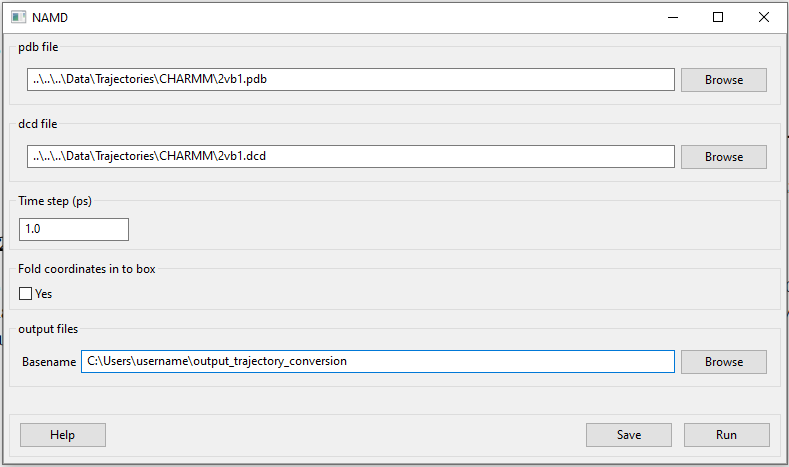 NAMD
pdb file
..\..\..\Data\Trajectories\CHARMM\2vb1.pdb Browse
dcd file
..\..\..\Data\Trajectories\CHARMM\2vb1.dcd Browse
Time step (ps)
1.0
Fold coordinates in to box
Yes
output files
Basename C:\Users\username\output_trajectory_conversion Browse
Help Save Run